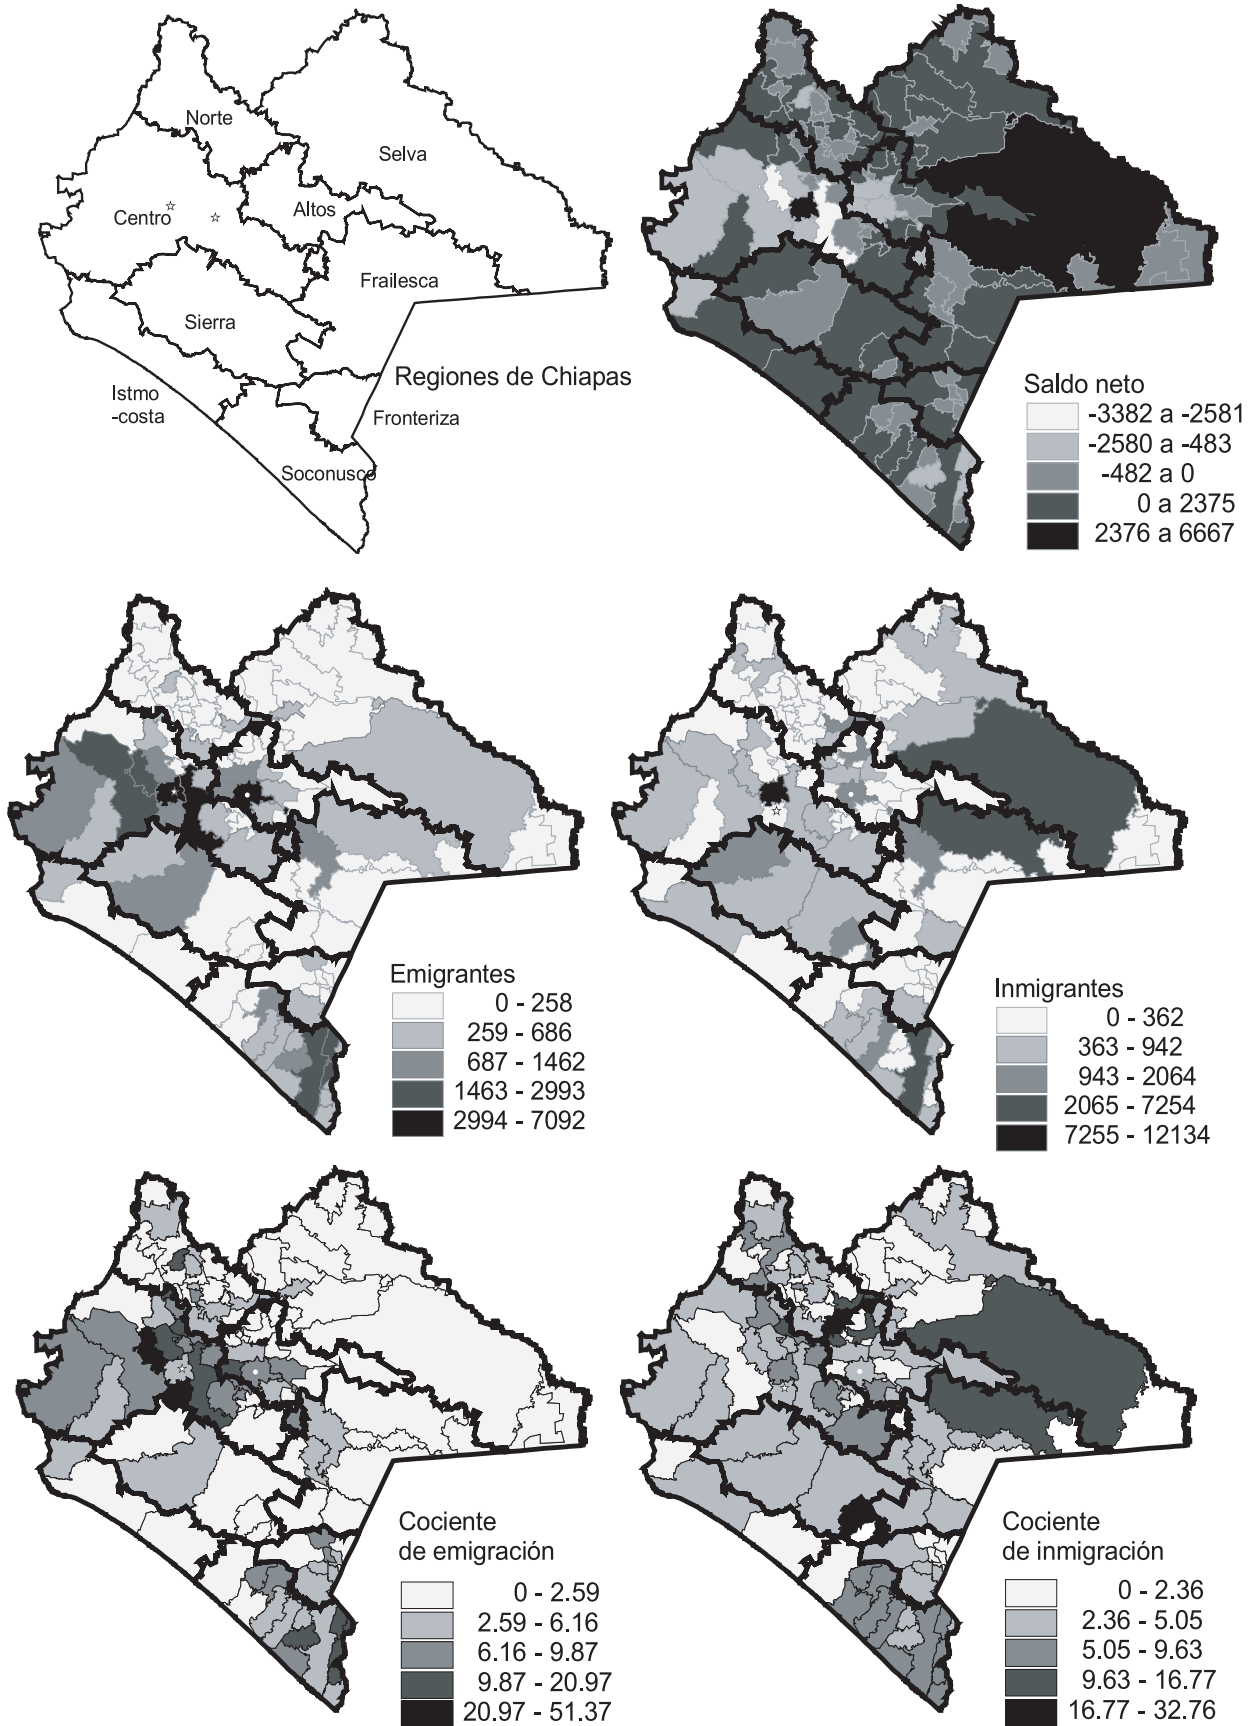 Norte
Selva
Centro
Altos
Frailesca
Sierra
Regiones de Chiapas
Istmo
-costa
Fronteriza
Soconusco
Saldo neto
-3382 a -2581
-2580 a -483
-482 a 0
0 a 2375
2376 a 6667
Emigrantes
0 - 258
259 - 686
687 - 1462
1463 - 2993
2994 - 7092
Inmigrantes
0 - 362
363 - 942
943 - 2064
2065 - 7254
7255 - 12134
Cociente
de emigración
0 - 2.59
2.59 - 6.16
6.16 - 9.87
9.87 - 20.97
20.97 - 51.37
Cociente
de inmigración
0 - 2.36
2.36 - 5.05
5.05 - 9.63
9.63 - 16.77
16.77 - 32.76